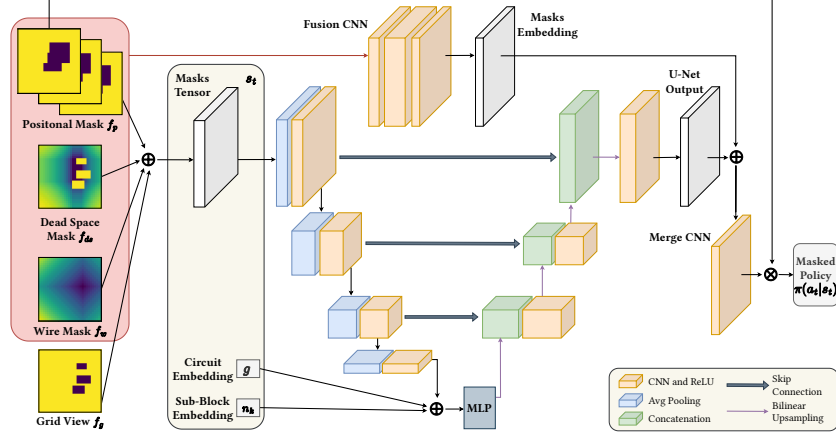 Fusion CNN
Masks
Embedding
Masks
Tensor
s_t
U-Net
Output
Positonal Mask f_p
Dead Space
Mask f_ds
Merge CNN
Masked
Policy
π(a_t|s_t)
Wire Mask f_w
Circuit
Embedding
g
Sub-Block
Embedding
n_k
MLP
Grid View f_g
CNN and ReLU
Avg Pooling
Concatenation
Skip
Connection
Bilinear
Upsampling